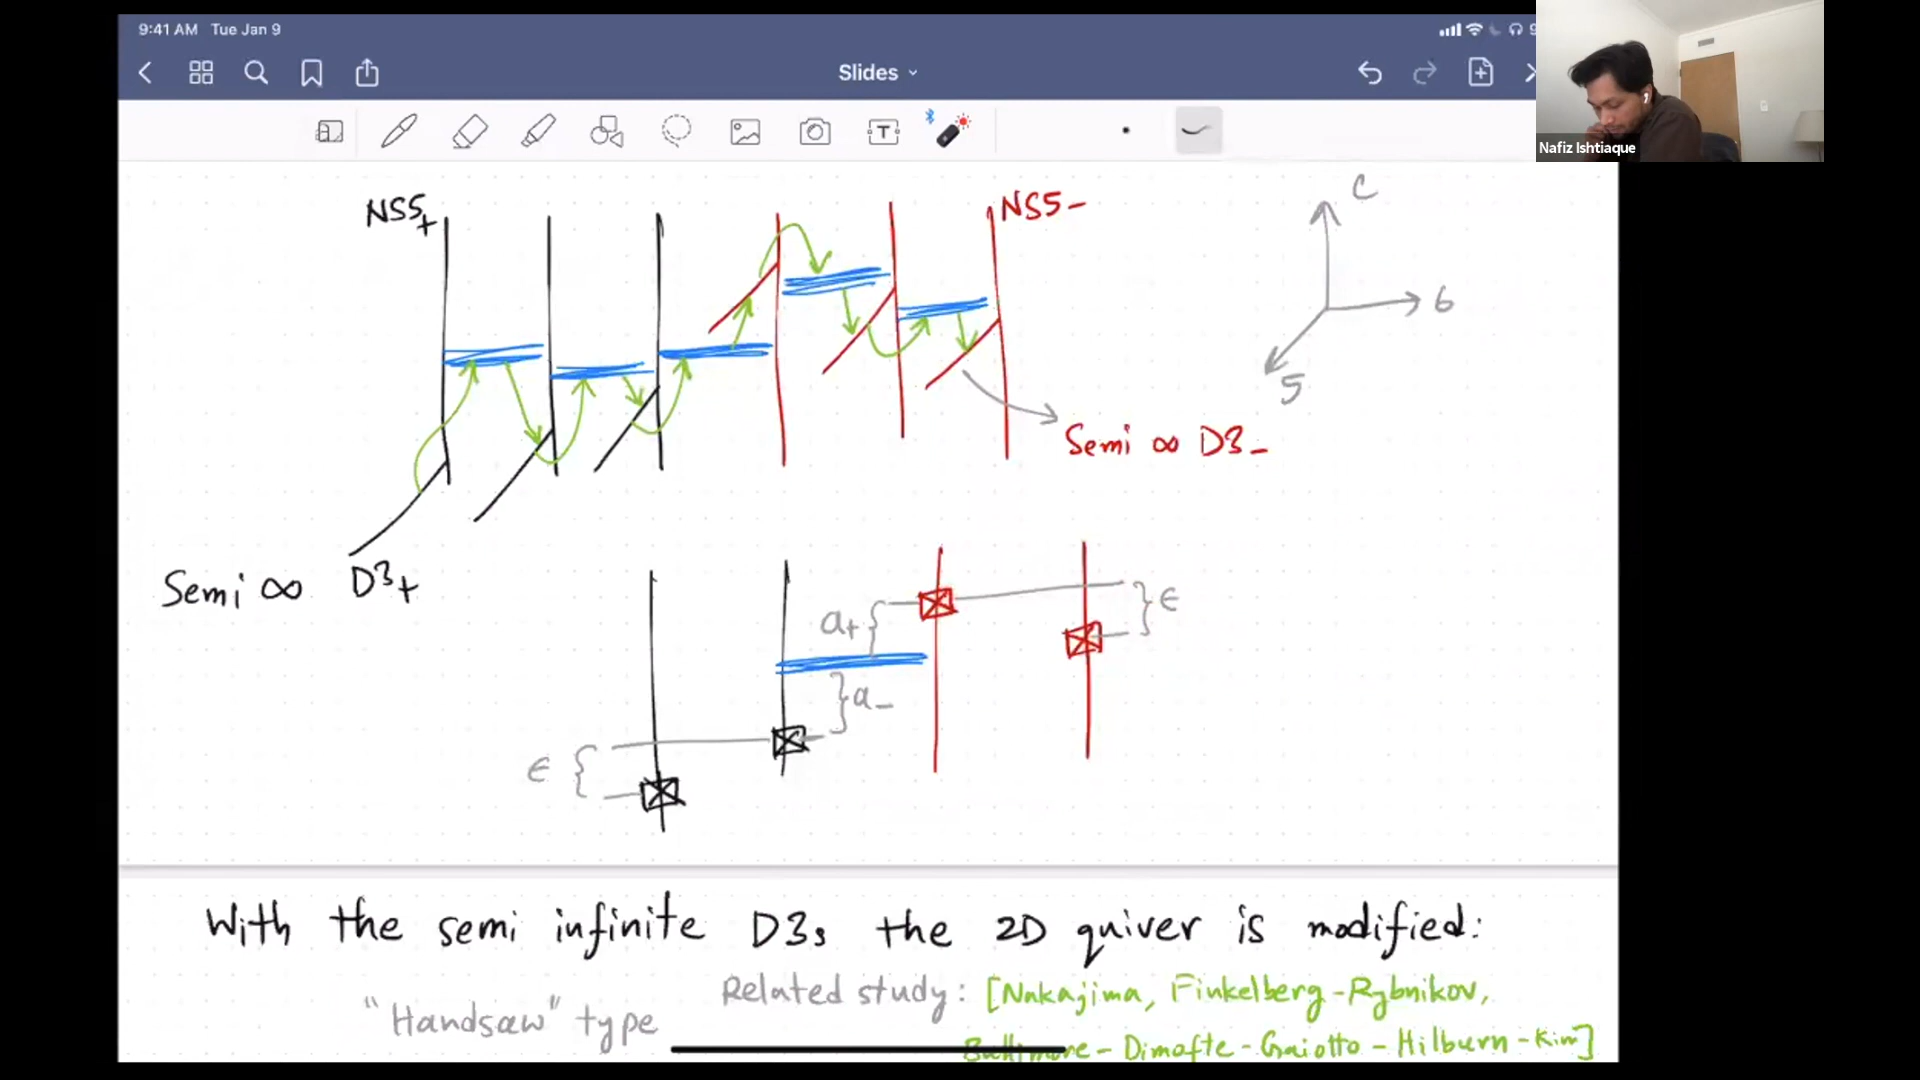 9:41 AM Tue Jan 9
Slides
T
Nafiz Ishtiaque
NS5+
NS5-
C
6
5
Semi ∞ D3-
Semi ∞ D3+
a+
ϵ
a-
ϵ
With the semi infinite D3s the 2D quiver is modified:
"Handsaw" type
Related study: [Nakajima, Finkelberg-Rybnikov,
- Dimofte - Gaiotto - Hilburn - Kim]